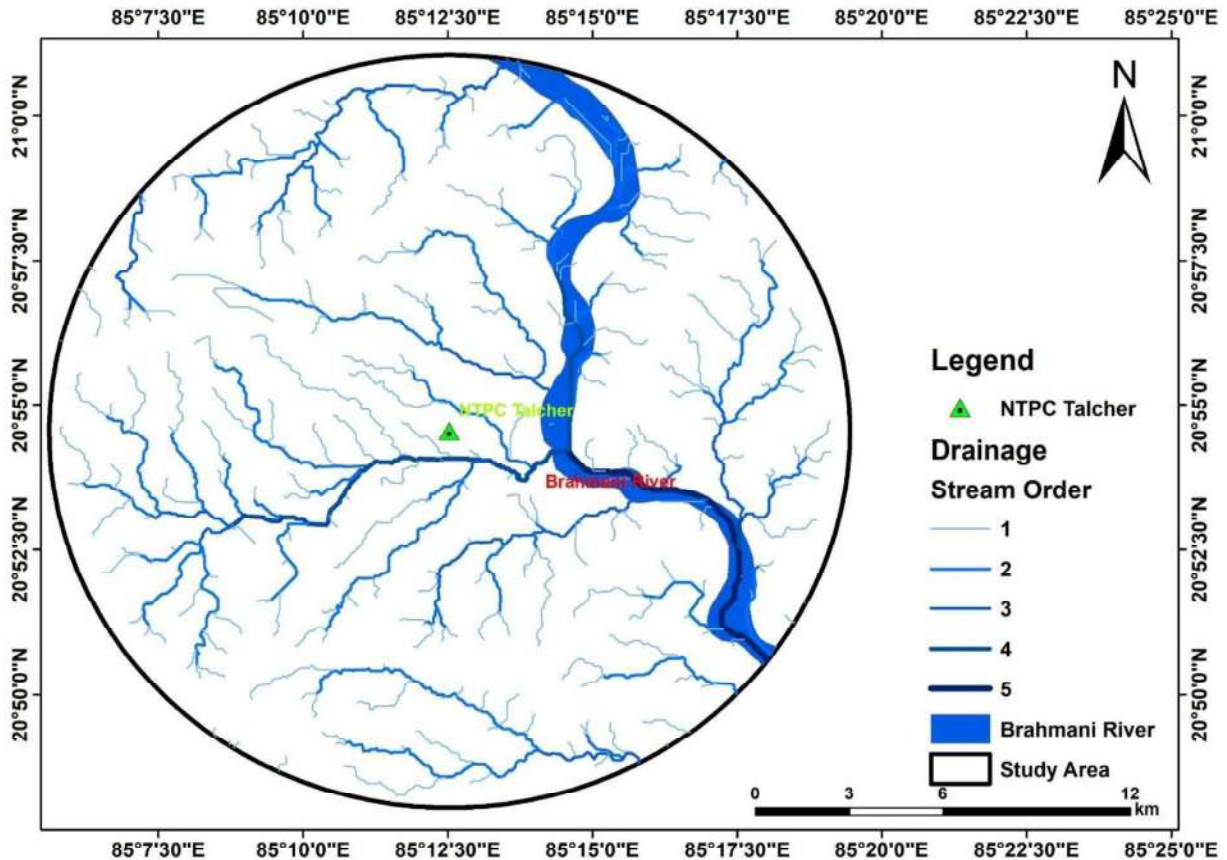 85°7'30"E 85°10'0"E 85°12'30"E 85°15'0"E 85°17'30"E 85°20'0"E 85°22'30"E 85°25'0"E
N
21°0'0"N
21°0'0"N
20°57'30"N
20°57'30"N
20°55'0"N
20°55'0"N
20°52'30"N
20°52'30"N
20°50'0"N
20°50'0"N
NTPC Talcher
Brahmani River
Legend
NTPC Talcher
Drainage
Stream Order
1
2
3
4
5
Brahmani River
Study Area
0 3 6 12
km
85°7'30"E 85°10'0"E 85°12'30"E 85°15'0"E 85°17'30"E 85°20'0"E 85°22'30"E 85°25'0"E